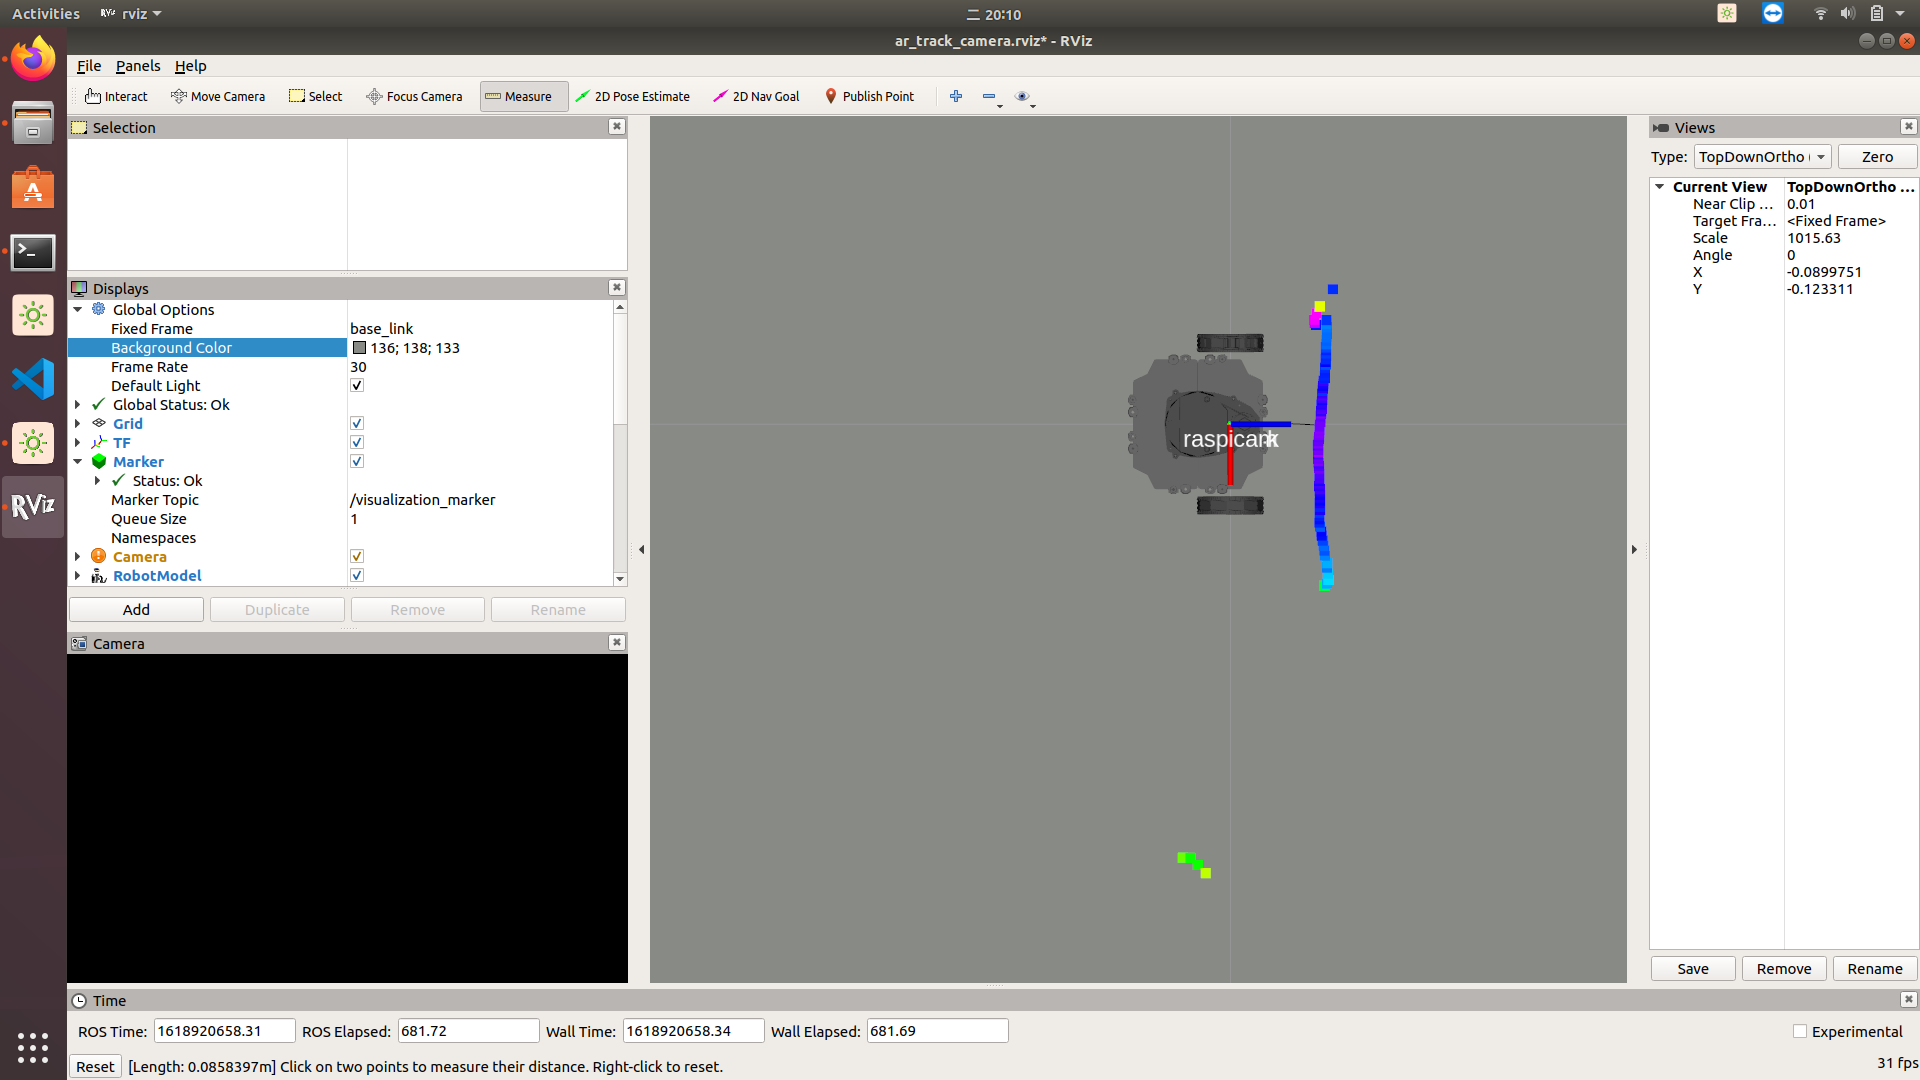 Activities
RViz rviz
二 20:10
ar_track_camera.rviz* - RViz
File Panels Help
Interact Move Camera Select Focus Camera Measure 2D Pose Estimate 2D Nav Goal Publish Point
Selection
Displays
Global Options
Fixed Frame base_link
Background Color 136; 138; 133
Frame Rate 30
Default Light
Global Status: Ok
Grid
TF
Marker
Status: Ok
Marker Topic /visualization_marker
Queue Size 1
Namespaces
Camera
RobotModel
Add Duplicate Remove Rename
Camera
RViz
Views
Type: TopDownOrtho ( Zero
Current View TopDownOrtho ...
Near Clip ... 0.01
Target Fra... <Fixed Frame>
Scale 1015.63
Angle 0
X -0.0899751
Y -0.123311
Save Remove Rename
Time
ROS Time: 1618920658.31 ROS Elapsed: 681.72 Wall Time: 1618920658.34 Wall Elapsed: 681.69
Experimental
Reset [Length: 0.0858397m] Click on two points to measure their distance. Right-click to reset.
31 fps